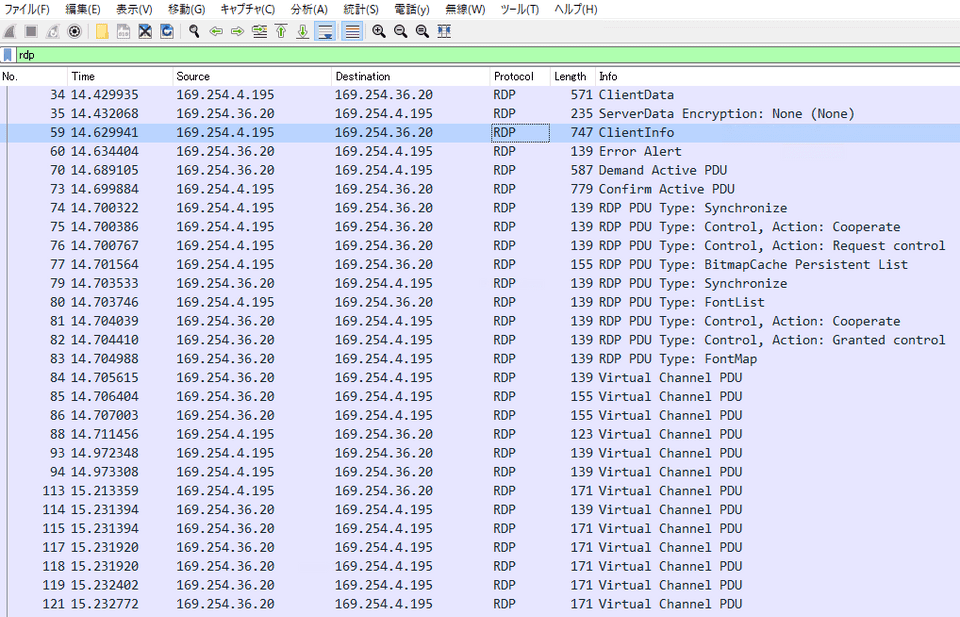 ファイル(F) 編集(E) 表示(V) 移動(G) キャプチャ(C) 分析(A) 統計(S) 電話(y) 無線(W) ツール(T) ヘルプ(H)
rdp
No. Time Source Destination Protocol Length Info
34 14.429935 169.254.4.195 169.254.36.20 RDP 571 ClientData
35 14.432068 169.254.36.20 169.254.4.195 RDP 235 ServerData Encryption: None (None)
59 14.629941 169.254.4.195 169.254.36.20 RDP 747 ClientInfo
60 14.634404 169.254.36.20 169.254.4.195 RDP 139 Error Alert
70 14.689105 169.254.36.20 169.254.4.195 RDP 587 Demand Active PDU
73 14.699884 169.254.4.195 169.254.36.20 RDP 779 Confirm Active PDU
74 14.700322 169.254.4.195 169.254.36.20 RDP 139 RDP PDU Type: Synchronize
75 14.700386 169.254.4.195 169.254.36.20 RDP 139 RDP PDU Type: Control, Action: Cooperate
76 14.700767 169.254.4.195 169.254.36.20 RDP 139 RDP PDU Type: Control, Action: Request control
77 14.701564 169.254.4.195 169.254.36.20 RDP 155 RDP PDU Type: BitmapCache Persistent List
79 14.703533 169.254.36.20 169.254.4.195 RDP 139 RDP PDU Type: Synchronize
80 14.703746 169.254.4.195 169.254.36.20 RDP 139 RDP PDU Type: FontList
81 14.704039 169.254.36.20 169.254.4.195 RDP 139 RDP PDU Type: Control, Action: Cooperate
82 14.704410 169.254.36.20 169.254.4.195 RDP 139 RDP PDU Type: Control, Action: Granted control
83 14.704988 169.254.36.20 169.254.4.195 RDP 139 RDP PDU Type: FontMap
84 14.705615 169.254.36.20 169.254.4.195 RDP 139 Virtual Channel PDU
85 14.706404 169.254.36.20 169.254.4.195 RDP 155 Virtual Channel PDU
86 14.707003 169.254.36.20 169.254.4.195 RDP 155 Virtual Channel PDU
88 14.711456 169.254.4.195 169.254.36.20 RDP 123 Virtual Channel PDU
93 14.972348 169.254.4.195 169.254.36.20 RDP 139 Virtual Channel PDU
94 14.973308 169.254.4.195 169.254.36.20 RDP 139 Virtual Channel PDU
113 15.213359 169.254.4.195 169.254.36.20 RDP 171 Virtual Channel PDU
114 15.231394 169.254.36.20 169.254.4.195 RDP 139 Virtual Channel PDU
115 15.231394 169.254.36.20 169.254.4.195 RDP 171 Virtual Channel PDU
117 15.231920 169.254.36.20 169.254.4.195 RDP 171 Virtual Channel PDU
118 15.231920 169.254.36.20 169.254.4.195 RDP 171 Virtual Channel PDU
119 15.232402 169.254.36.20 169.254.4.195 RDP 171 Virtual Channel PDU
121 15.232772 169.254.36.20 169.254.4.195 RDP 171 Virtual Channel PDU